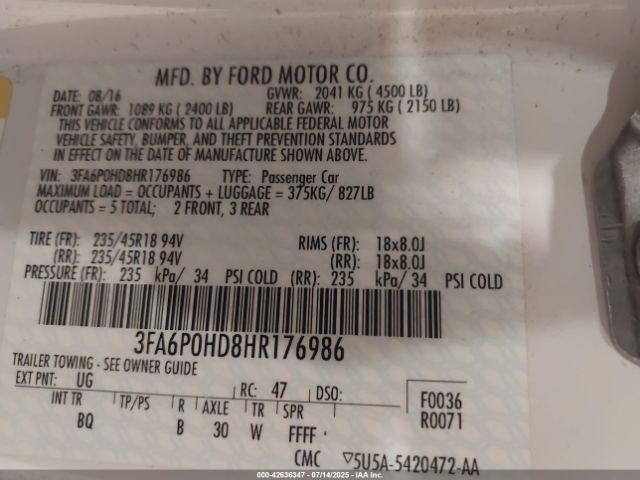 MFD. BY FORD MOTOR CO.
DATE: 08/16 GVWR: 2041 KG ( 4500 LB)
FRONT GAWR: 1089 KG ( 2400 LB) REAR GAWR: 975 KG ( 2150 LB)
THIS VEHICLE CONFORMS TO ALL APPLICABLE FEDERAL MOTOR
VEHICLE SAFETY, BUMPER, AND THEFT PREVENTION STANDARDS
IN EFFECT ON THE DATE OF MANUFACTURE SHOWN ABOVE.
VIN: 3FA6P0HD8HR176986 TYPE: Passenger Car
MAXIMUM LOAD = OCCUPANTS + LUGGAGE = 375KG/ 827LB
OCCUPANTS = 5 TOTAL; 2 FRONT, 3 REAR
TIRE (FR): 235/45R18 94V RIMS (FR): 18x8.0J
(RR): 235/45R18 94V (RR): 18x8.0J
PRESSURE (FR): 235 kPa/ 34 PSI COLD (RR): 235 kPa/ 34 PSI COLD
3FA6P0HD8HR176986
TRAILER TOWING - SEE OWNER GUIDE
EXT PNT: UG RC: 47 DSO: F0036
INT TR TP/PS R AXLE TR SPR R0071
BQ B 30 W FFFF
CMC ▽5U5A-5420472-AA
000-42636347 - 07/14/2025 - IAAI.COM